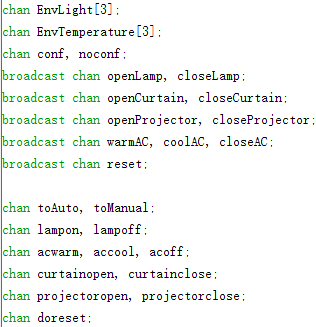 chan EnvLight[3];
chan EnvTemperature[3];
chan conf, noconf;
broadcast chan openLamp, closeLamp;
broadcast chan openCurtain, closeCurtain;
broadcast chan openProjector, closeProjector;
broadcast chan warmAC, coolAC, closeAC;
broadcast chan reset;
chan toAuto, toManual;
chan lampon, lampoff;
chan acwarm, accool, acoff;
chan curtainopen, curtainclose;
chan projectoropen, projectorclose;
chan doreset;